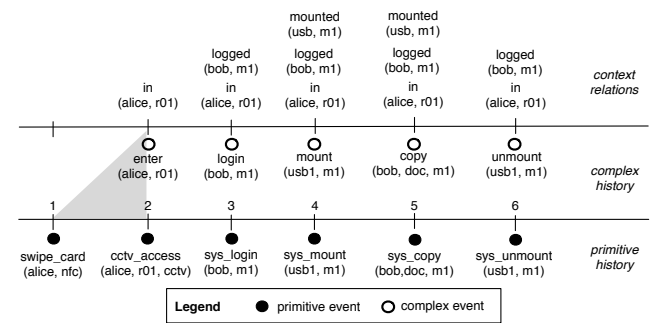 mounted mounted
(usb, m1) (usb, m1)
logged logged logged logged
(bob, m1) (bob, m1) (bob, m1) (bob, m1)
context
in in in in in
relations
(alice, r01) (alice, r01) (alice, r01) (alice, r01) (alice, r01)
enter login mount copy unmount
(alice, r01) (bob, m1) (usb1, m1) (bob, doc, m1) (usb1, m1)
complex
history
1 2 3 4 5 6
swipe_card cctv_access sys_login sys_mount sys_copy sys_unmount
(alice, nfc) (alice, r01, cctv) (bob, m1) (usb1, m1) (bob,doc, m1) (usb1, m1)
primitive
history
Legend primitive event complex event